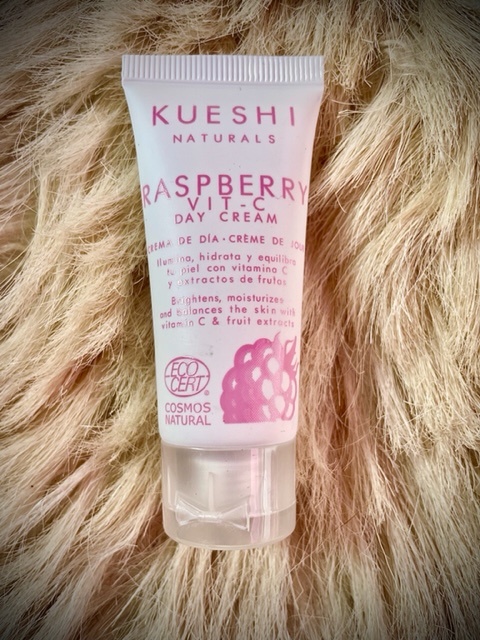 KUESHI
NATURALS
RASPBERRY
VIT-C
DAY CREAM
CREMA DE DÍA · CRÈME DE JOUR
Ilumina, hidrata y equilibra
tu piel con vitamina C
y extractos de frutas
Brightens, moisturizes
and balances the skin with
vitamin C & fruit extracts
ECO
CERT®
COSMOS
NATURAL